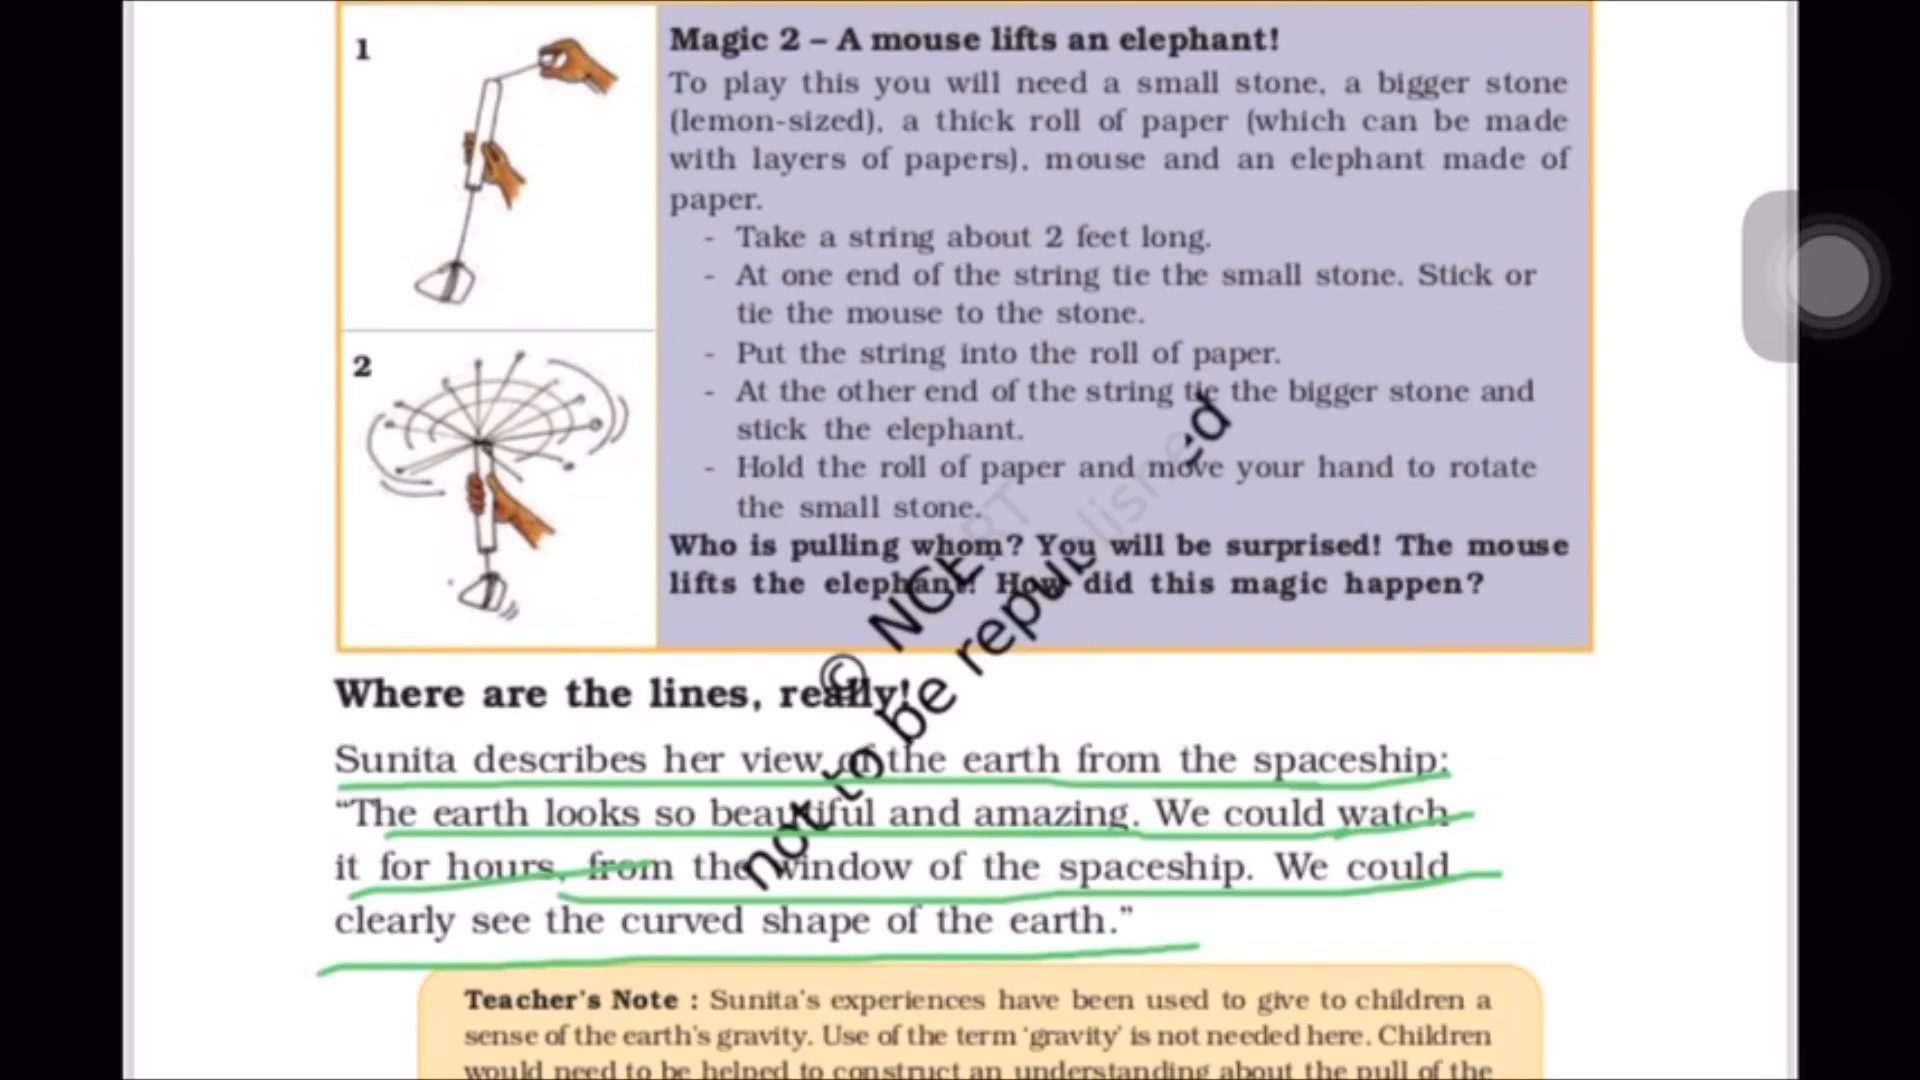 1
Magic 2 – A mouse lifts an elephant!
To play this you will need a small stone, a bigger stone
(lemon-sized), a thick roll of paper (which can be made
with layers of papers), mouse and an elephant made of
paper.
- Take a string about 2 feet long.
- At one end of the string tie the small stone. Stick or
tie the mouse to the stone.
2
- Put the string into the roll of paper.
- At the other end of the string tie the bigger stone and
stick the elephant.
- Hold the roll of paper and move your hand to rotate
the small stone.
Who is pulling whom? You will be surprised! The mouse
lifts the elephant! How did this magic happen?
© NCERT
not to be republished
Where are the lines, really!
Sunita describes her view of the earth from the spaceship:
“The earth looks so beautiful and amazing. We could watch
it for hours, from the window of the spaceship. We could
clearly see the curved shape of the earth.”
Teacher's Note : Sunita's experiences have been used to give to children a
sense of the earth's gravity. Use of the term 'gravity' is not needed here. Children
would need to be helped to construct an understanding about the pull of the